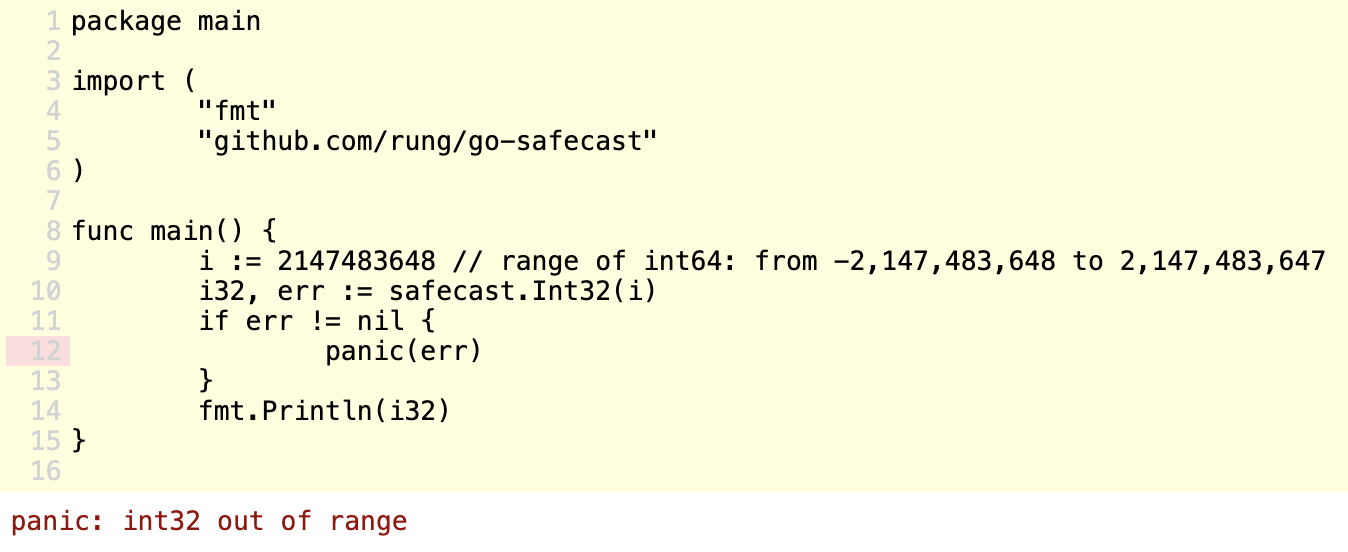 1 package main
2
3 import (
4         "fmt"
5         "github.com/rung/go-safecast"
6 )
7
8 func main() {
9         i := 2147483648 // range of int64: from -2,147,483,648 to 2,147,483,647
10         i32, err := safecast.Int32(i)
11         if err != nil {
12                 panic(err)
13         }
14         fmt.Println(i32)
15 }
16
panic: int32 out of range